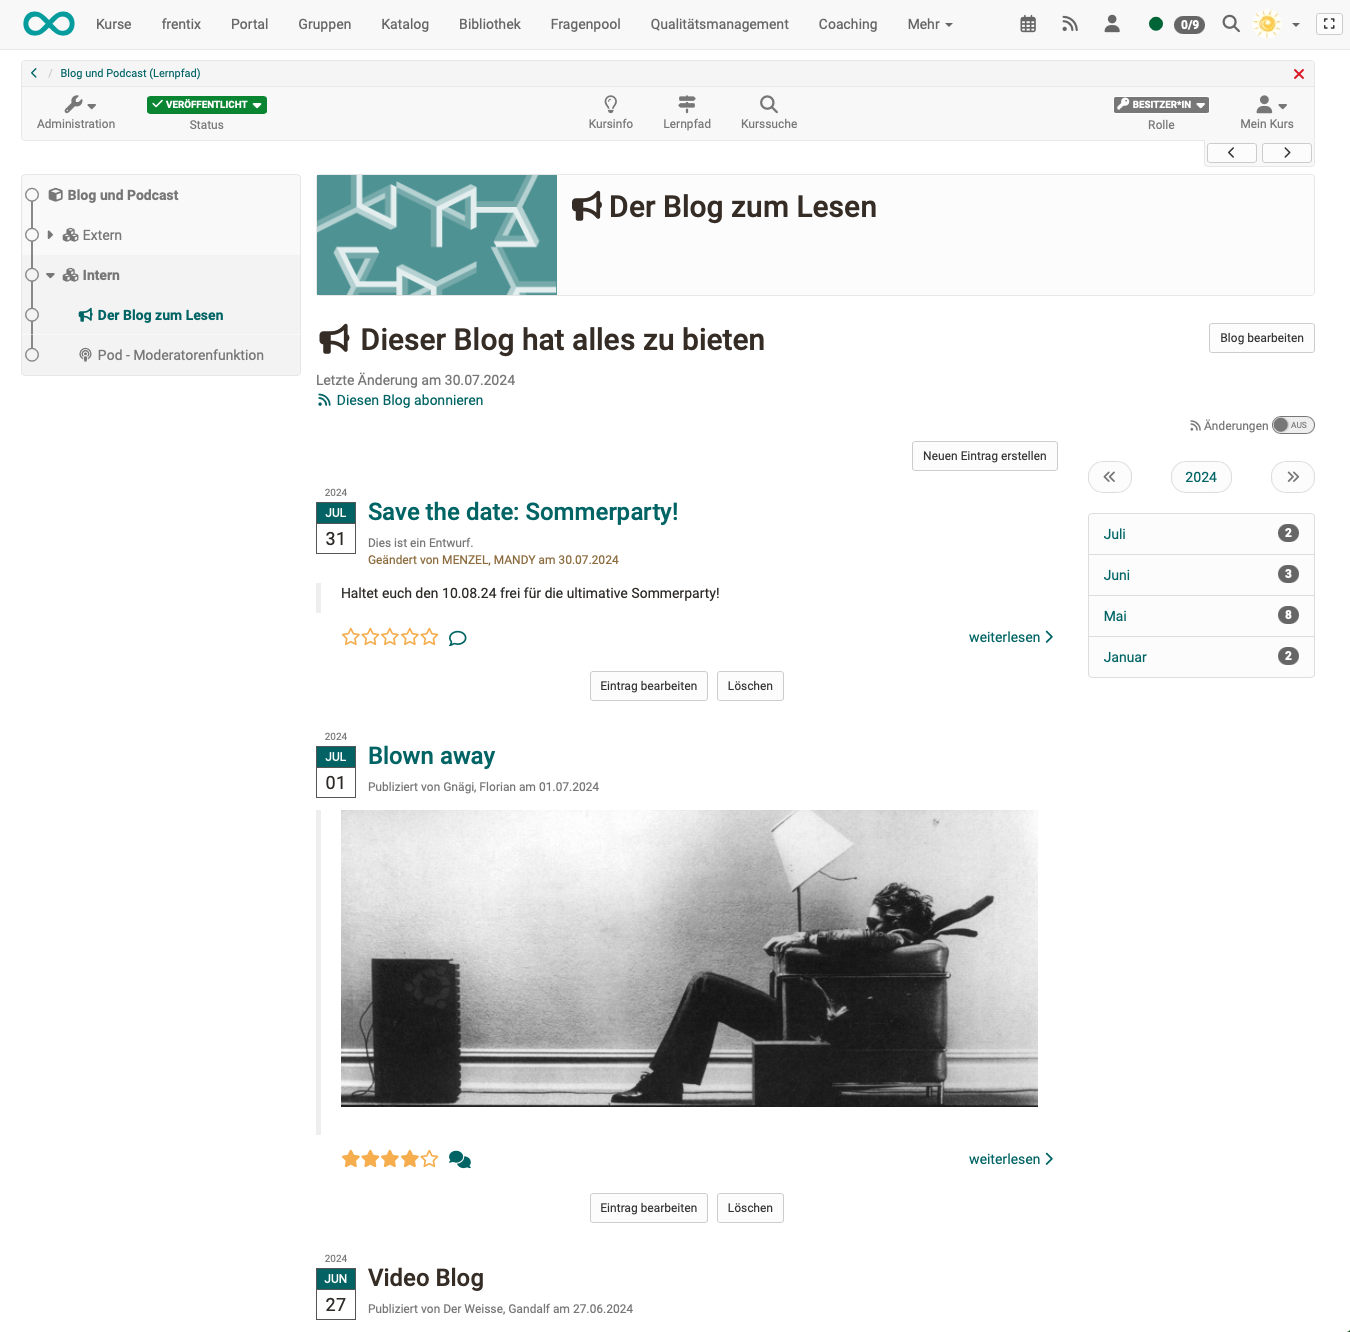 Kurse frentix Portal Gruppen Katalog Bibliothek Fragenpool Qualitätsmanagement Coaching Mehr 0/9
/ Blog und Podcast (Lernpfad)
Administration VERÖFFENTLICHT Status Kursinfo Lernpfad Kurssuche BESITZER*IN Rolle Mein Kurs
Blog und Podcast
Extern
Intern
Der Blog zum Lesen
Pod - Moderatorenfunktion
Der Blog zum Lesen
Dieser Blog hat alles zu bieten
Blog bearbeiten
Letzte Änderung am 30.07.2024
Diesen Blog abonnieren
Änderungen AUS
Neuen Eintrag erstellen
2024
JUL
31
Save the date: Sommerparty!
Dies ist ein Entwurf.
Geändert von MENZEL, MANDY am 30.07.2024
Haltet euch den 10.08.24 frei für die ultimative Sommerparty!
weiterlesen
Eintrag bearbeiten Löschen
2024
JUL
01
Blown away
Publiziert von Gnägi, Florian am 01.07.2024
weiterlesen
Eintrag bearbeiten Löschen
2024
JUN
27
Video Blog
Publiziert von Der Weisse, Gandalf am 27.06.2024
2024
Juli 2
Juni 3
Mai 8
Januar 2